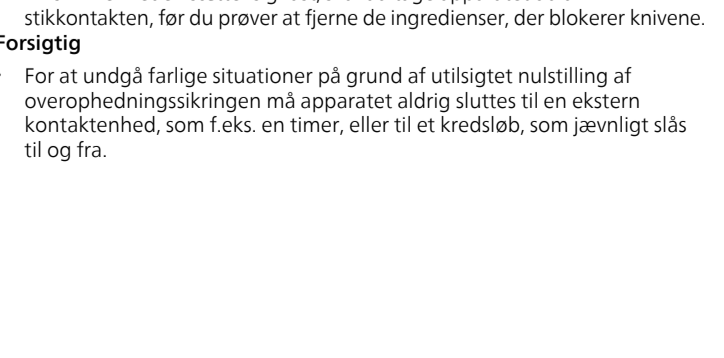 stikkontakten, før du prøver at fjerne de ingredienser, der blokerer knivene.
Forsigtig
• For at undgå farlige situationer på grund af utilsigtet nulstilling af
overophedningssikringen må apparatet aldrig sluttes til en ekstern
kontaktenhed, som f.eks. en timer, eller til et kredsløb, som jævnligt slås
til og fra.